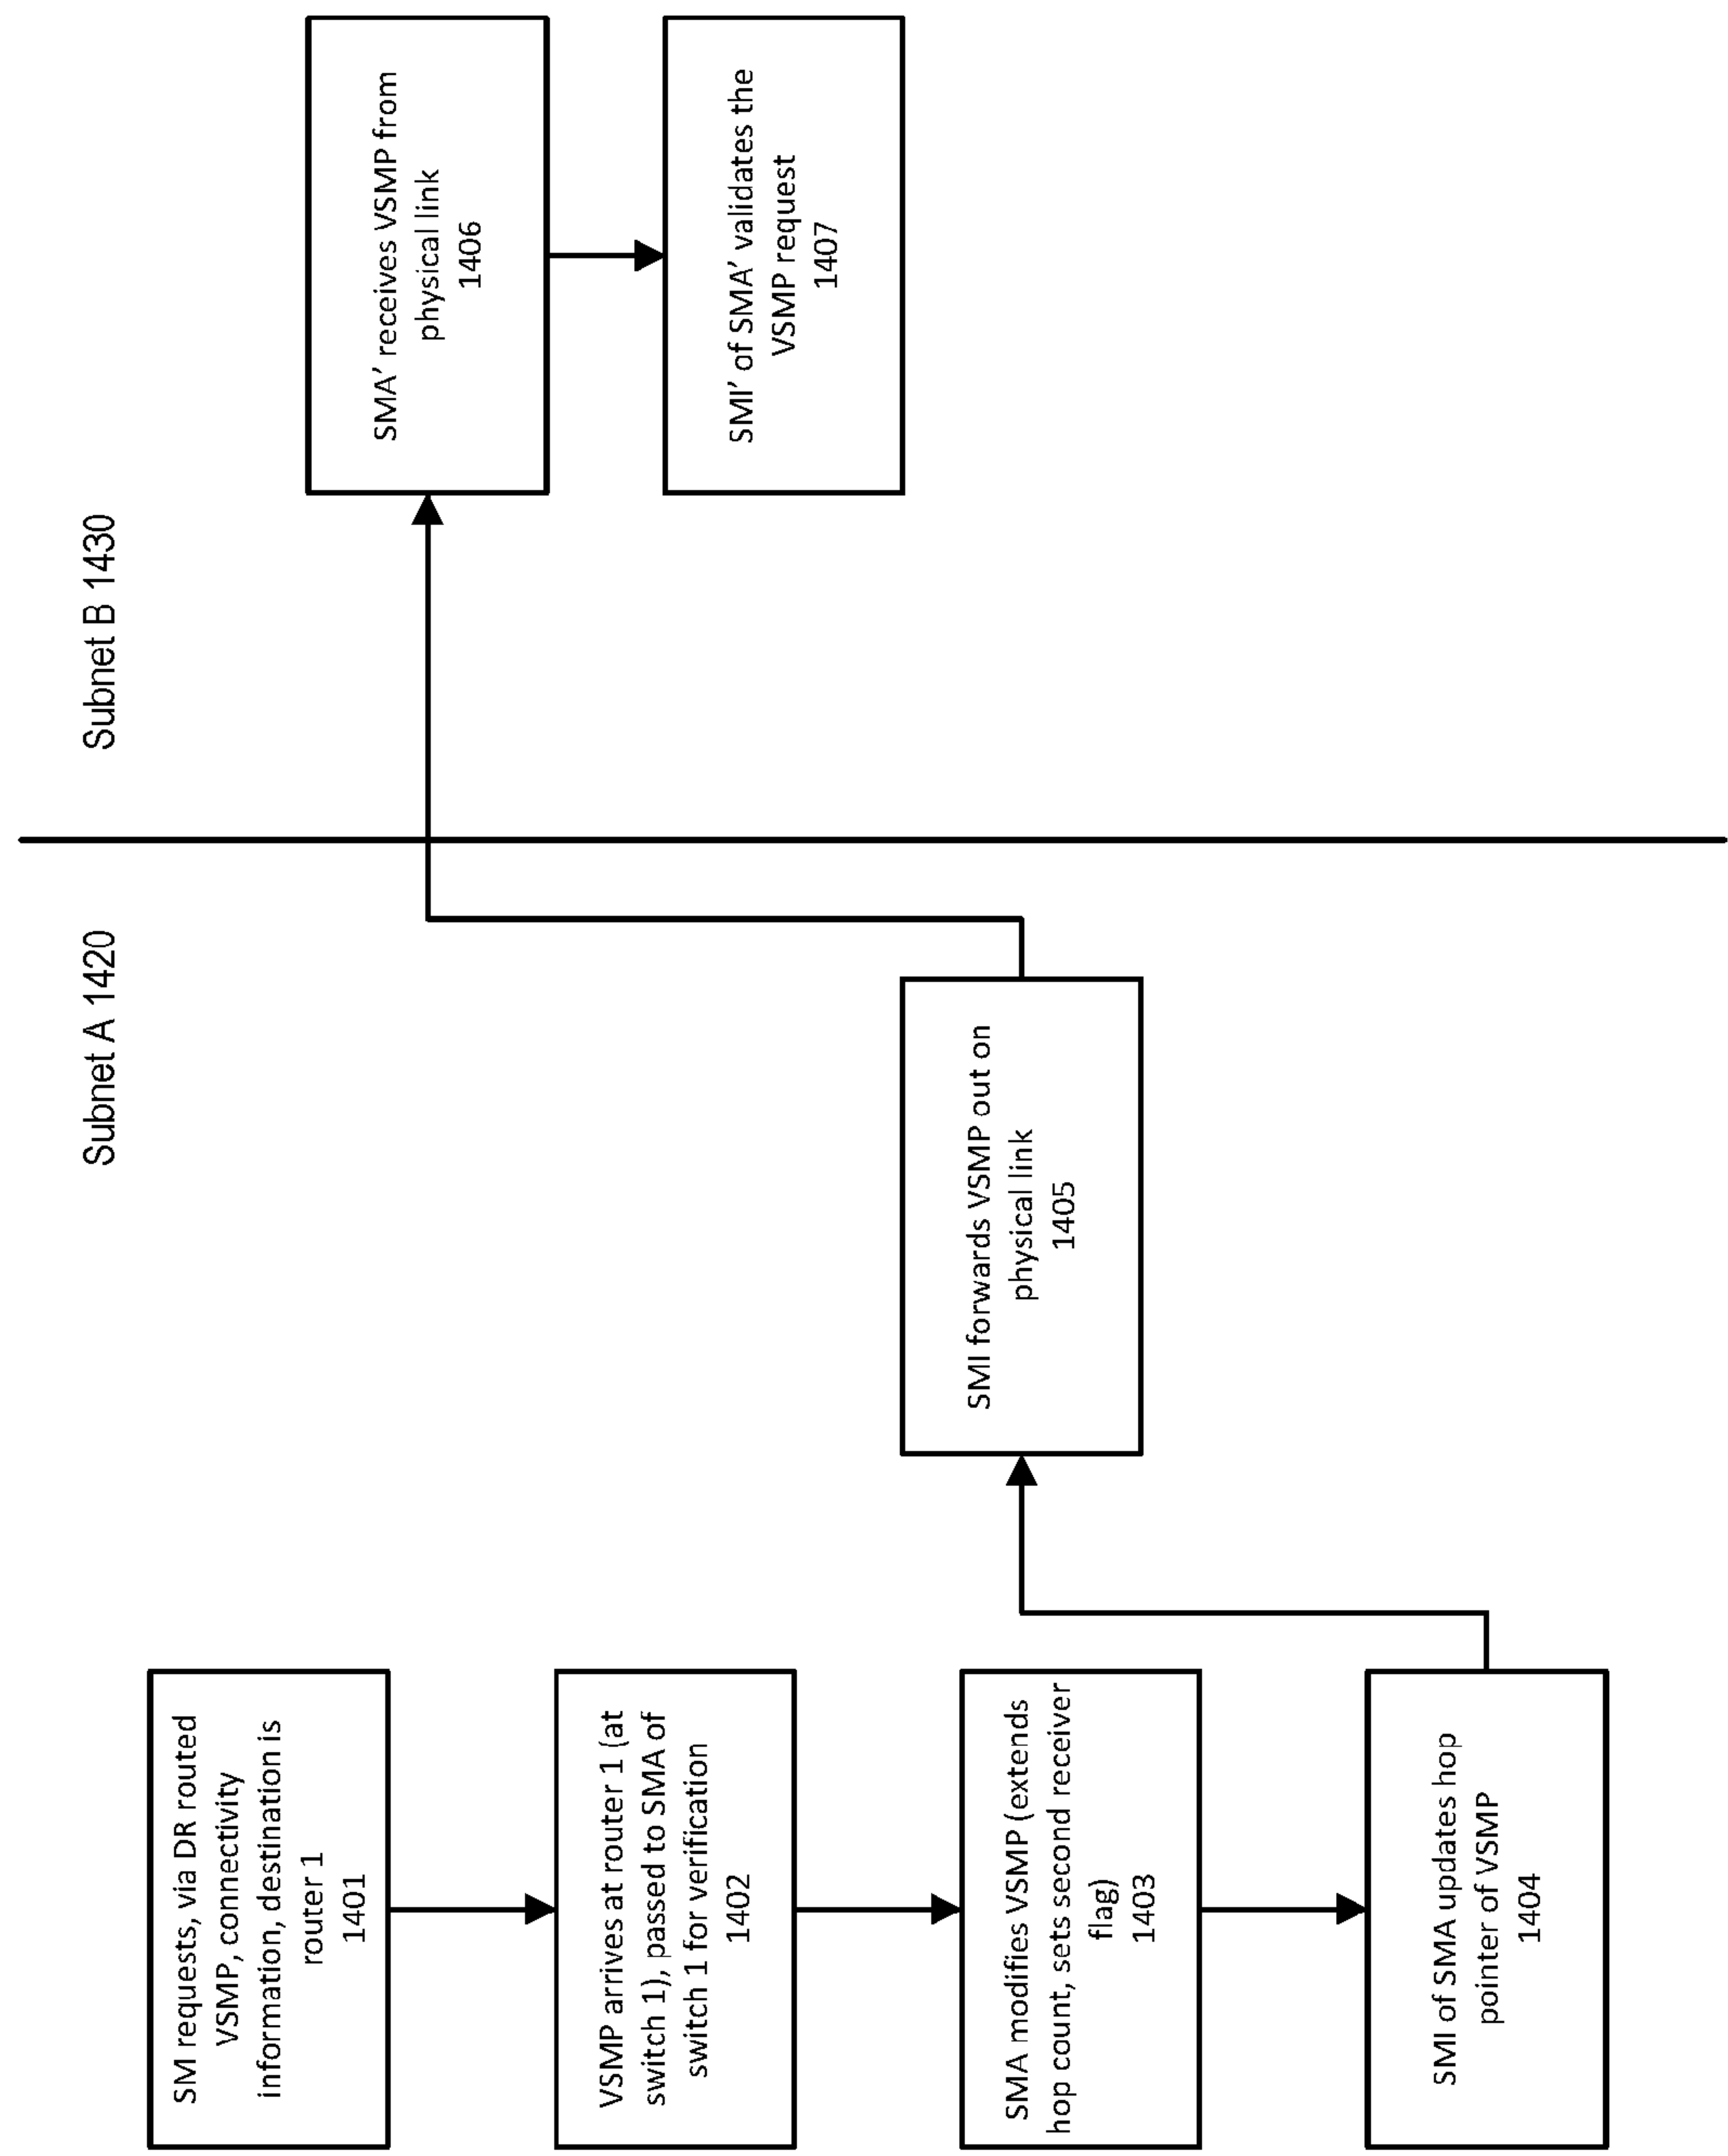 Subnet A 1420
Subnet B 1430
SM requests, via DR routed
VSMP, connectivity
information, destination is
router 1
1401
VSMP arrives at router 1 (at
switch 1), passed to SMA of
switch 1 for verification
1402
SMA modifies VSMP (extends
hop count, sets second receiver
flag)
1403
SMI of SMA updates hop
pointer of VSMP
1404
SMI forwards VSMP out on
physical link
1405
SMA’ receives VSMP from
physical link
1406
SMI’ of SMA’ validates the
VSMP request
1407